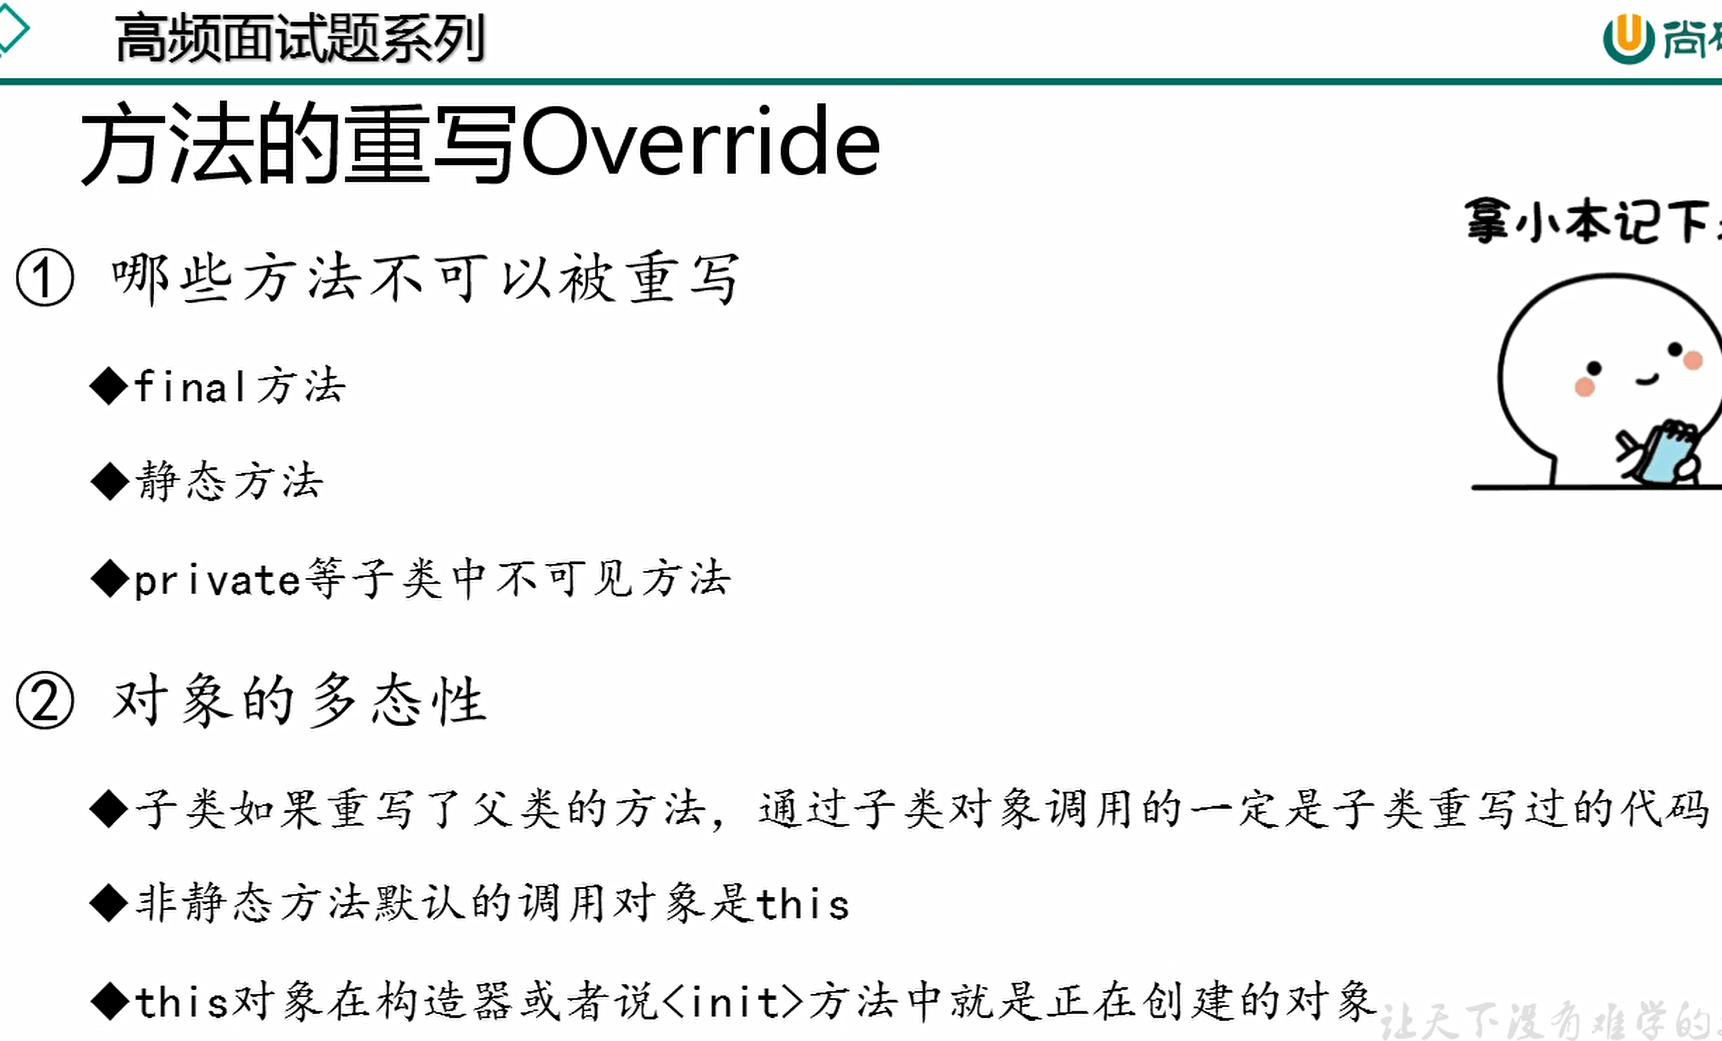 高频面试题系列
尚
方法的重写Override
拿小本记下
① 哪些方法不可以被重写
◆final方法
◆静态方法
◆private等子类中不可见方法
② 对象的多态性
◆子类如果重写了父类的方法，通过子类对象调用的一定是子类重写过的代码
◆非静态方法默认的调用对象是this
◆this对象在构造器或者说<init>方法中就是正在创建的对象
让天下没有难学的